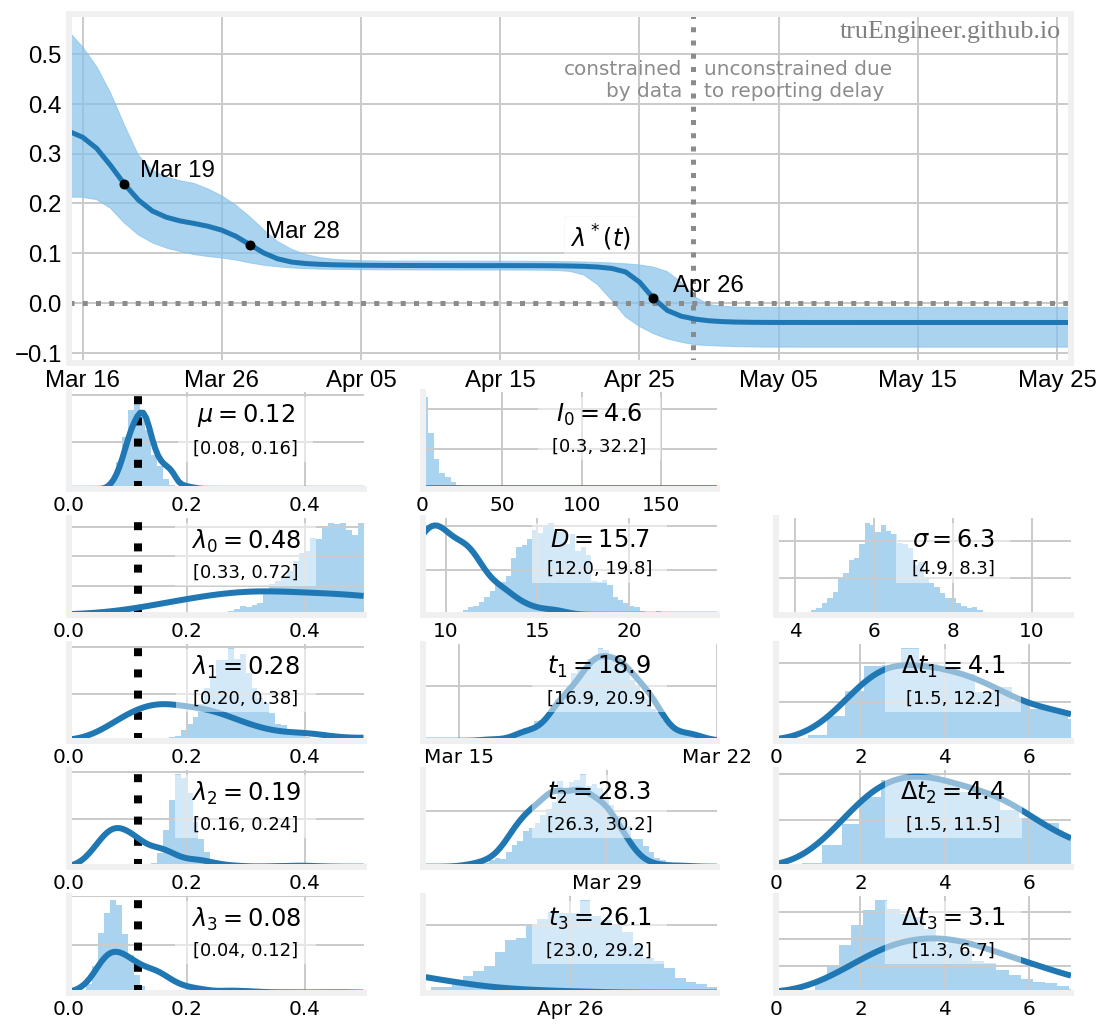 truEngineer.github.io
0.5
constrained unconstrained due
by data to reporting delay
0.4
0.3
Mar 19
0.2
Mar 28
λ*(t)
0.1
Apr 26
0.0
−0.1
Mar 16 Mar 26 Apr 05 Apr 15 Apr 25 May 05 May 15 May 25
μ = 0.12
[0.08, 0.16]
0.0 0.2 0.4
I₀ = 4.6
[0.3, 32.2]
0 50 100 150
λ₀ = 0.48
[0.33, 0.72]
0.0 0.2 0.4
D = 15.7
[12.0, 19.8]
10 15 20
σ = 6.3
[4.9, 8.3]
4 6 8 10
λ₁ = 0.28
[0.20, 0.38]
0.0 0.2 0.4
t₁ = 18.9
[16.9, 20.9]
Mar 15 Mar 22
Δt₁ = 4.1
[1.5, 12.2]
0 2 4 6
λ₂ = 0.19
[0.16, 0.24]
0.0 0.2 0.4
t₂ = 28.3
[26.3, 30.2]
Mar 29
Δt₂ = 4.4
[1.5, 11.5]
0 2 4 6
λ₃ = 0.08
[0.04, 0.12]
0.0 0.2 0.4
t₃ = 26.1
[23.0, 29.2]
Apr 26
Δt₃ = 3.1
[1.3, 6.7]
0 2 4 6